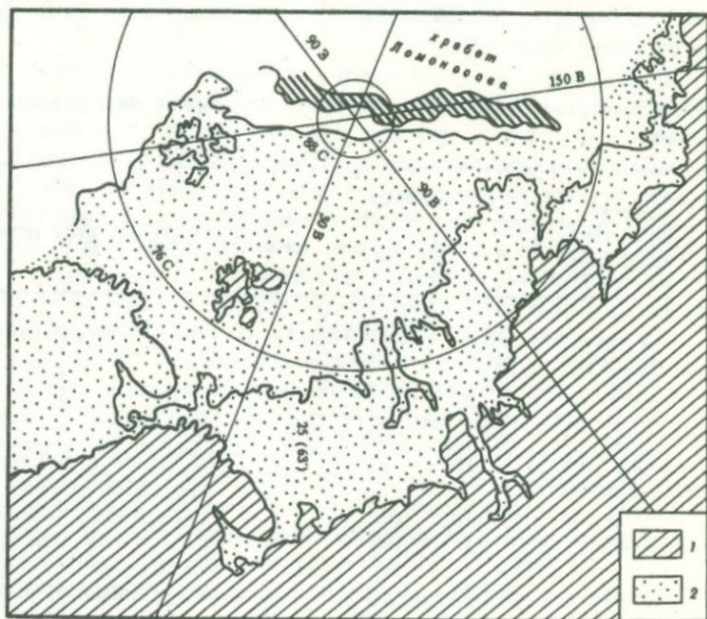 90 З
хребет
Ломоносова
150 В
88 С
90 В
30 В
76 С
25 (63')
1
2